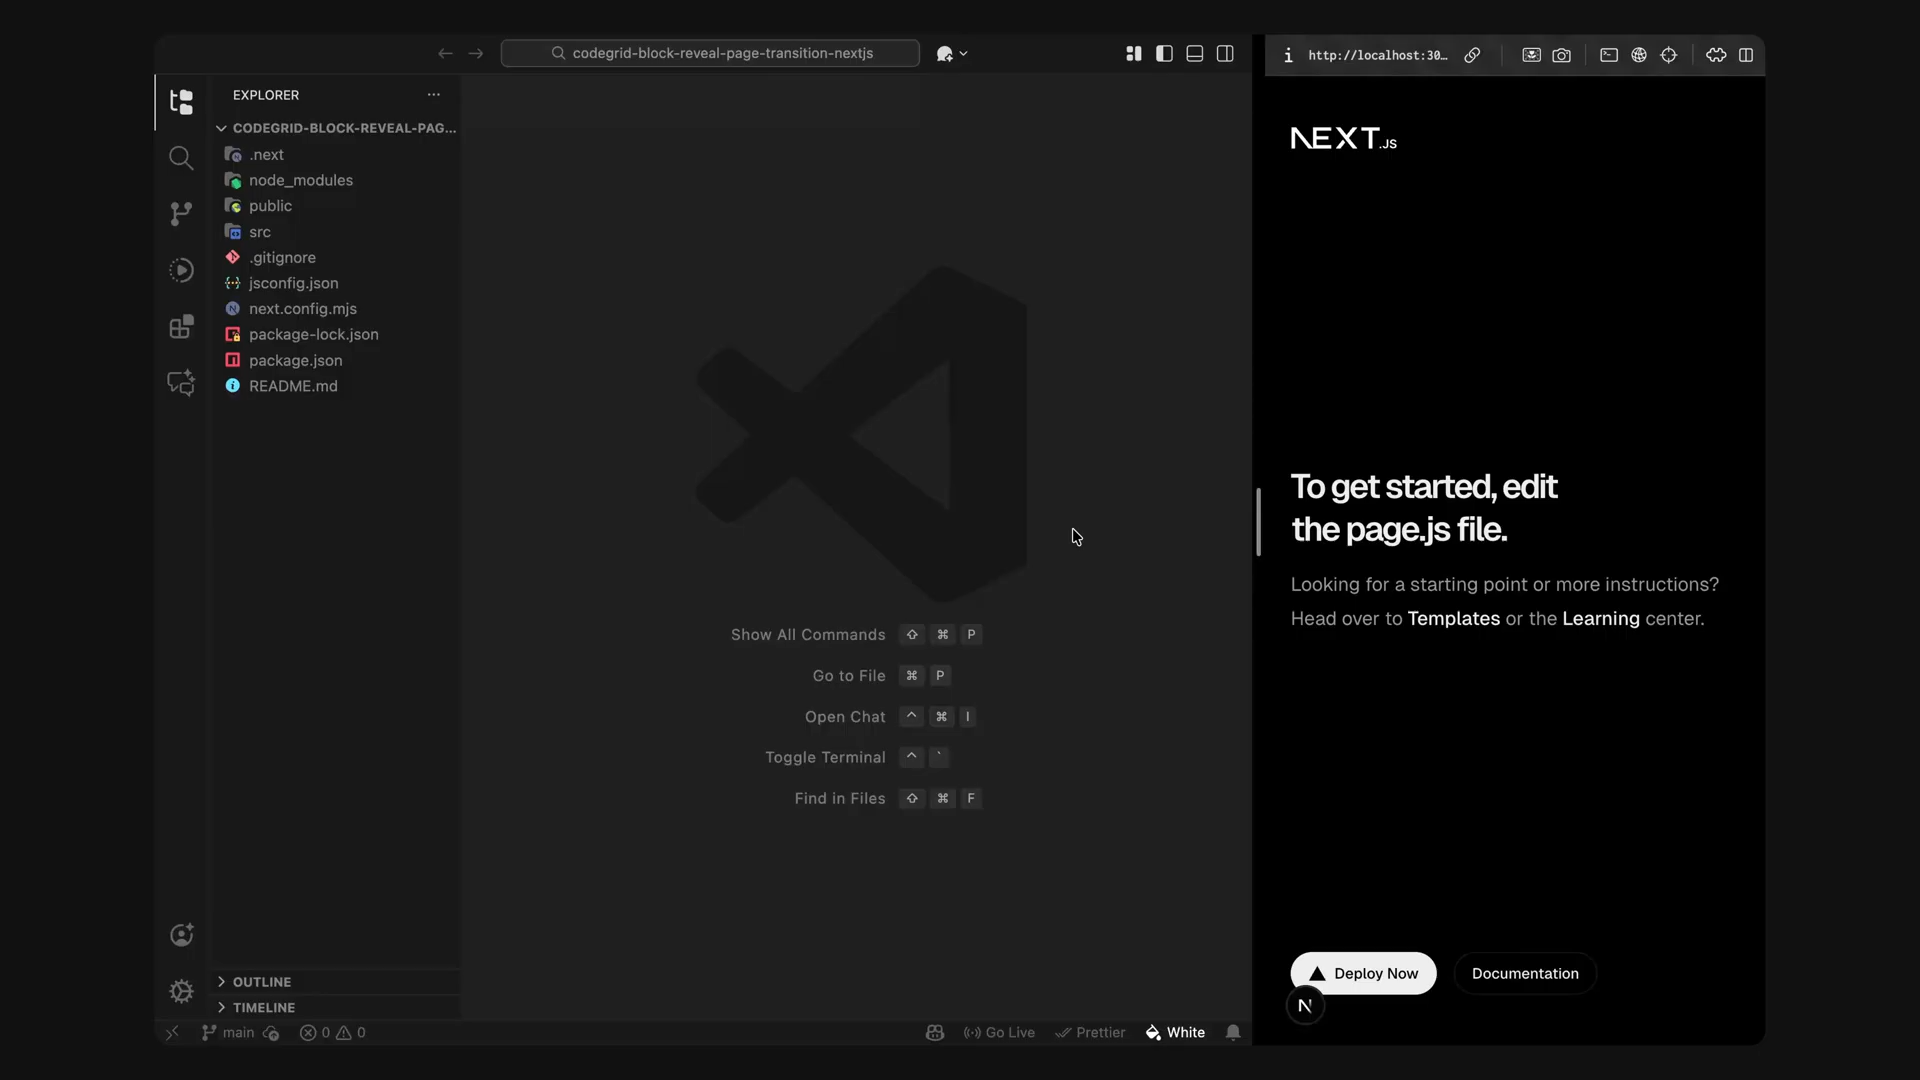 codegrid-block-reveal-page-transition-nextjs
http://localhost:30…
EXPLORER
CODEGRID-BLOCK-REVEAL-PAG...
.next
node_modules
public
src
.gitignore
jsconfig.json
next.config.mjs
package-lock.json
package.json
README.md
Show All Commands ⇧ ⌘ P
Go to File ⌘ P
Open Chat ^ ⌘ I
Toggle Terminal ^ `
Find in Files ⇧ ⌘ F
OUTLINE
TIMELINE
main 0 0
Go Live
Prettier
White
NEXT.JS
To get started, edit
the page.js file.
Looking for a starting point or more instructions?
Head over to Templates or the Learning center.
Deploy Now
Documentation
N